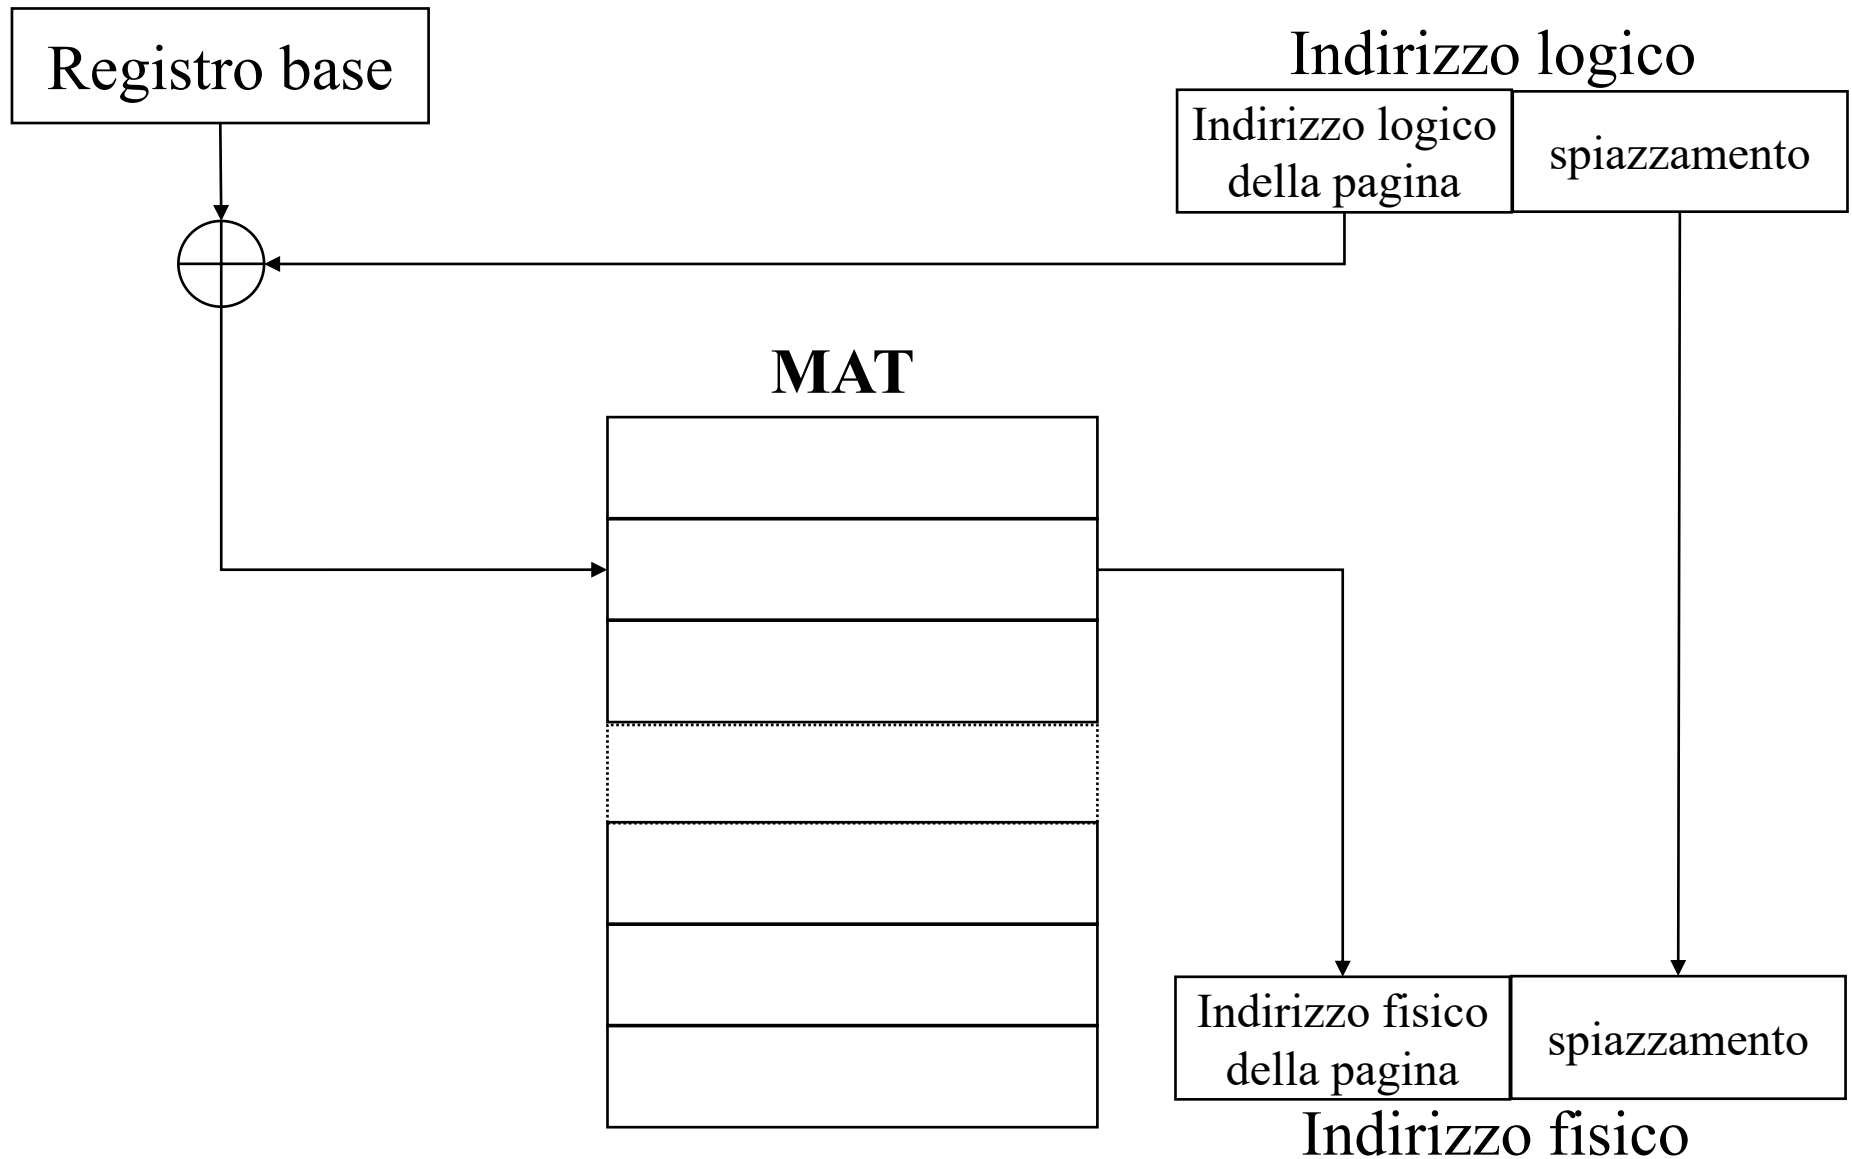 Registro base
Indirizzo logico
Indirizzo logico
della pagina
spiazzamento
MAT
Indirizzo fisico
della pagina
spiazzamento
Indirizzo fisico